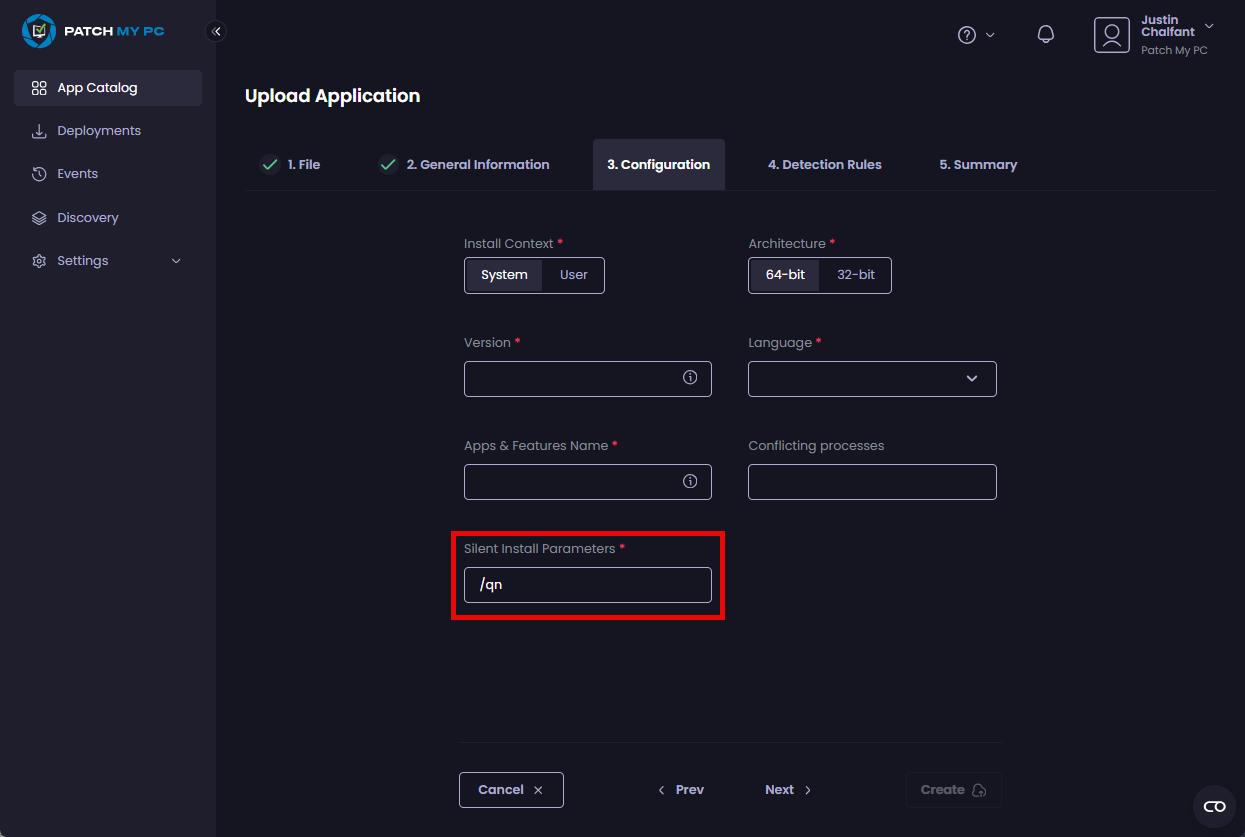 PATCH MY PC
Justin
Chalfant
Patch My PC
App Catalog
Deployments
Events
Discovery
Settings
Upload Application
1. File
2. General Information
3. Configuration
4. Detection Rules
5. Summary
Install Context *
Architecture *
System User
64-bit 32-bit
Version *
Language *
Apps & Features Name *
Conflicting processes
Silent Install Parameters *
/qn
Cancel
Prev
Next
Create